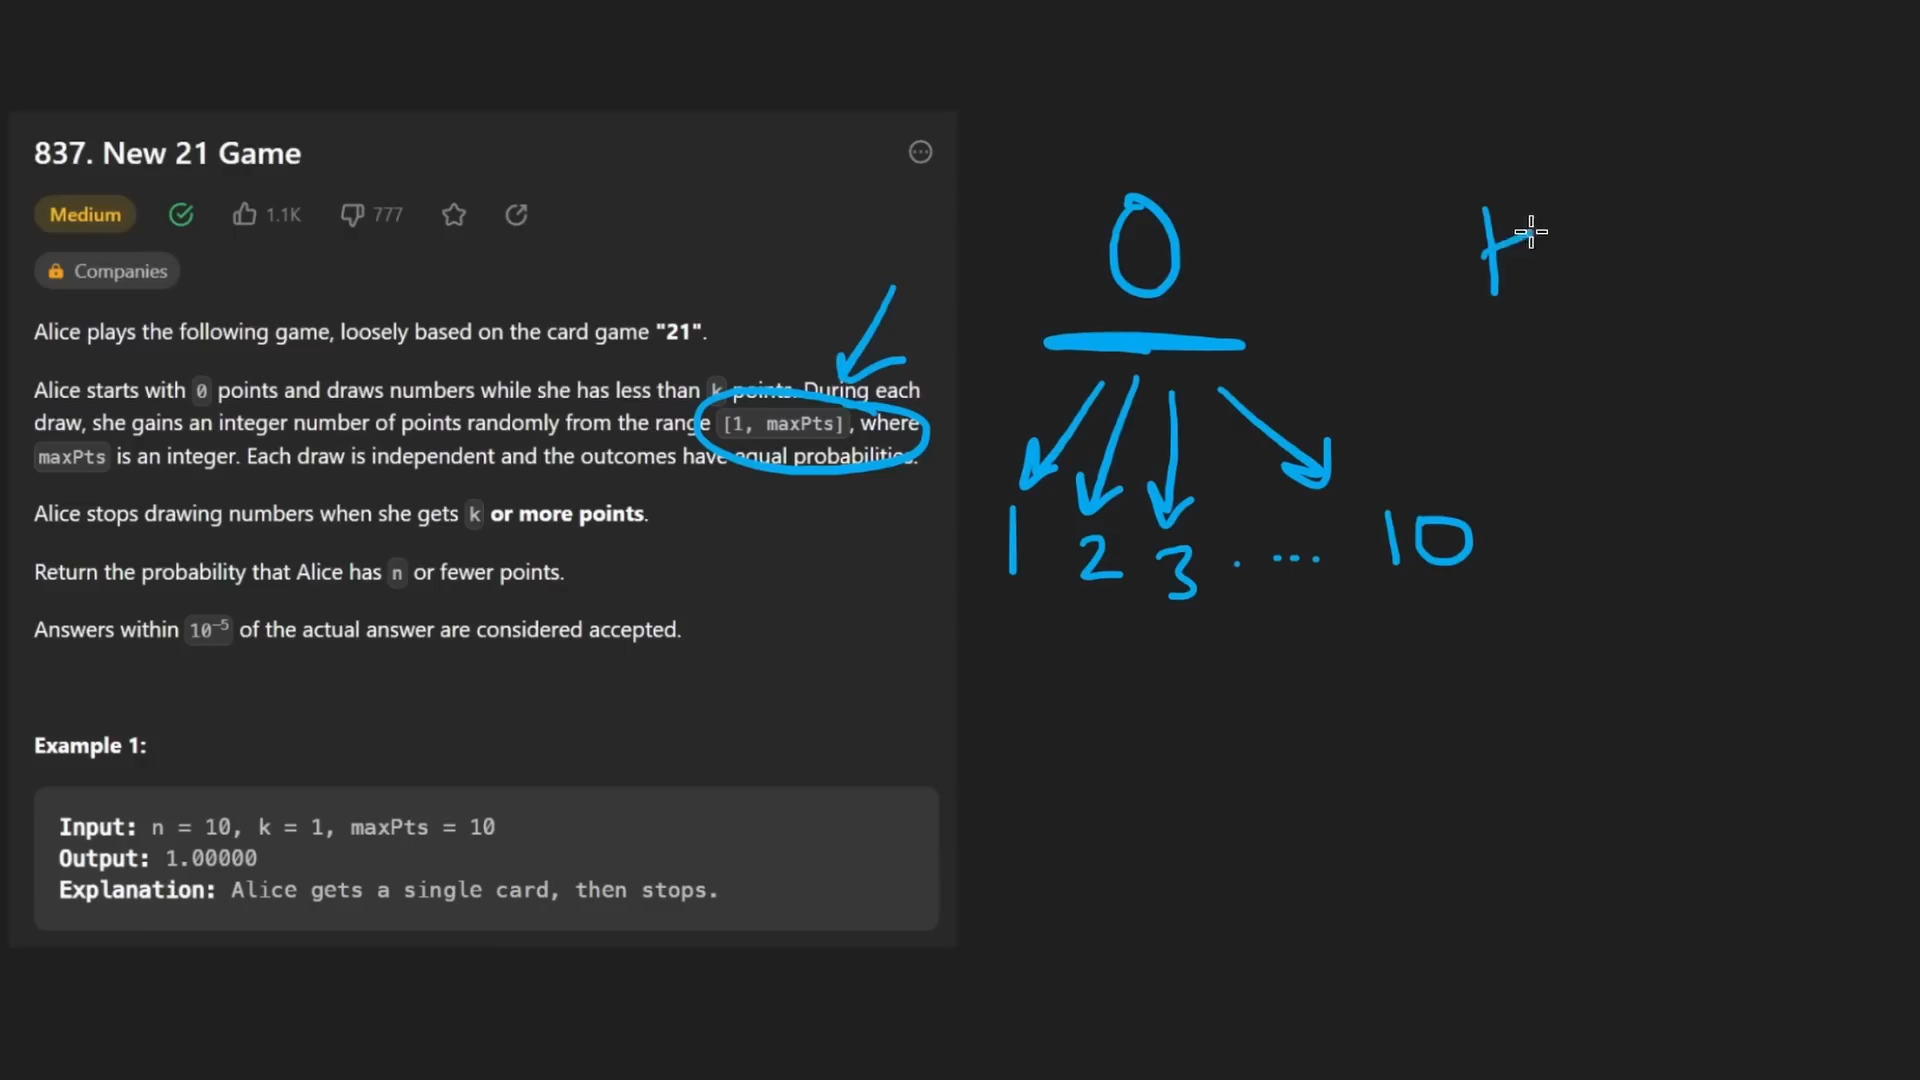 837. New 21 Game
Medium 1.1K 777
Companies
Alice plays the following game, loosely based on the card game "21".
Alice starts with 0 points and draws numbers while she has less than k points. During each
draw, she gains an integer number of points randomly from the range [1, maxPts], where
maxPts is an integer. Each draw is independent and the outcomes have equal probabilities.
Alice stops drawing numbers when she gets k or more points.
Return the probability that Alice has n or fewer points.
Answers within 10⁻⁵ of the actual answer are considered accepted.
Example 1:
Input: n = 10, k = 1, maxPts = 10
Output: 1.00000
Explanation: Alice gets a single card, then stops.
0
1 2 3 . ... 10